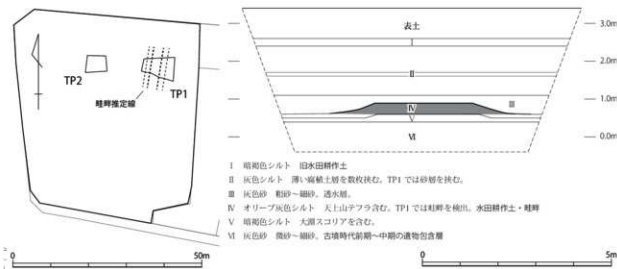 表土
3.0m
I
2.0m
II
TP2
TP1
畦畔推定線
1.0m
IV
III
V
0.0m
VI
I 暗褐色シルト 旧水田耕作土
II 灰色シルト 薄い腐植土層を数枚挟む。TP1では砂層を挟む。
III 灰色砂 粗砂～細砂。透水層。
IV オリーブ灰色シルト 天上山テフラ含む。TP1では畦畔を検出。水田耕作土・畦畔
V 暗褐色シルト 大淵スコリアを含む。
VI 灰色砂 微砂～細砂。古墳時代前期～中期の遺物包含層
0 50m
0 5m